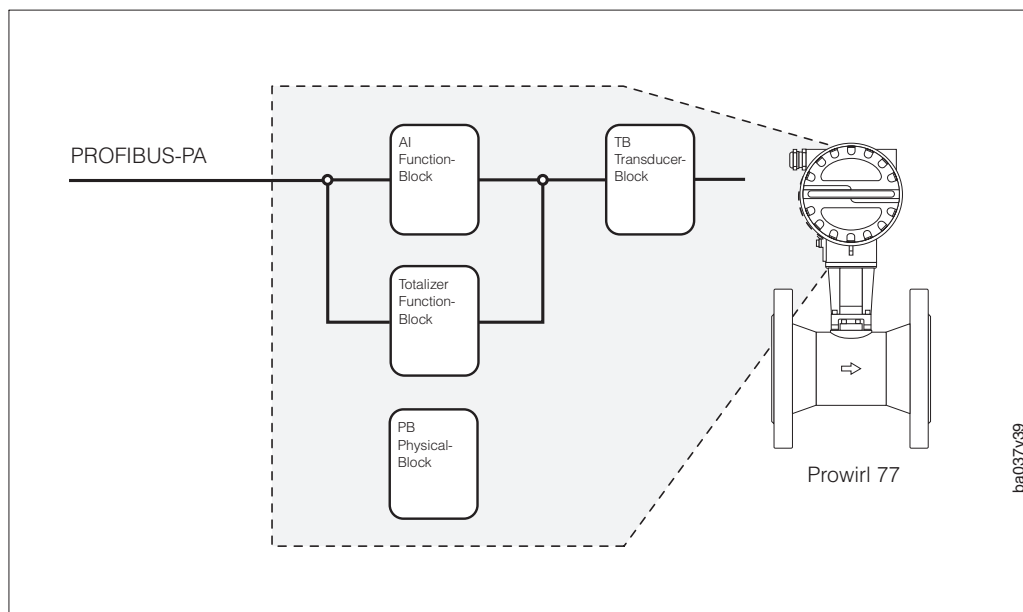 PROFIBUS-PA
AI
Function-
Block
TB
Transducer-
Block
Totalizer
Function-
Block
PB
Physical-
Block
Prowirl 77
ba037y39